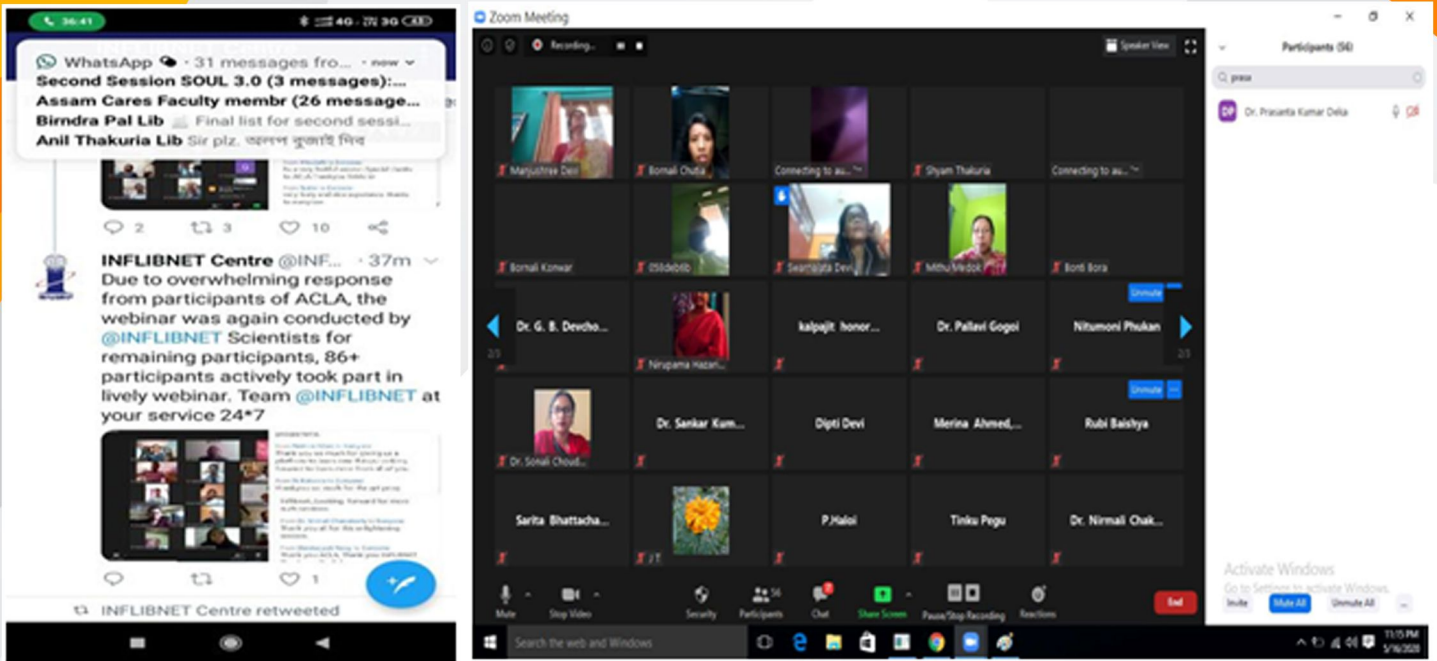 36:41
4G
3G
43
WhatsApp · 31 messages fro... · now
Second Session SOUL 3.0 (3 messages):...
Assam Cares Faculty membr (26 message...
Birndra Pal Lib Final list for second sessi...
Anil Thakuria Lib Sir plz. অলপ বুজাই দিব
2 3 10
INFLIBNET Centre @INF... · 37m
Due to overwhelming response
from participants of ACLA, the
webinar was again conducted by
@INFLIBNET Scientists for
remaining participants, 86+
participants actively took part in
lively webinar. Team @INFLIBNET at
your service 24*7
1
INFLIBNET Centre retweeted
Zoom Meeting
Recording...
Speaker View
Manjushree Devi
Bornali Chutia
Connecting to au...
Shyam Thakuria
Connecting to au...
Bornali Konwar
Swarnalata Devi
Mithu Medok
Bonti Bora
Unmute
Dr. G. B. Devcho...
Nirupama Hazari...
kalpajit honor...
Dr. Pallavi Gogoi
Nitumoni Phukan
2/3
2/3
Unmute ...
Dr. Sonali Choud...
Dr. Sankar Kum...
Dipti Devi
Merina Ahmed,...
Rubi Baishya
Sarita Bhattacha...
J T
P.Haloi
Tinku Pegu
Dr. Nirmali Chak...
Mute
Stop Video
Security
Participants
56
Chat
Share Screen
Pause/Stop Recording
Reactions
End
Participants (56)
prasa
DP Dr. Prasanta Kumar Deka
Activate Windows
Go to Settings to activate Windows.
Invite
Mute All
Unmute All
...
Search the web and Windows
11:15 PM
5/16/2020